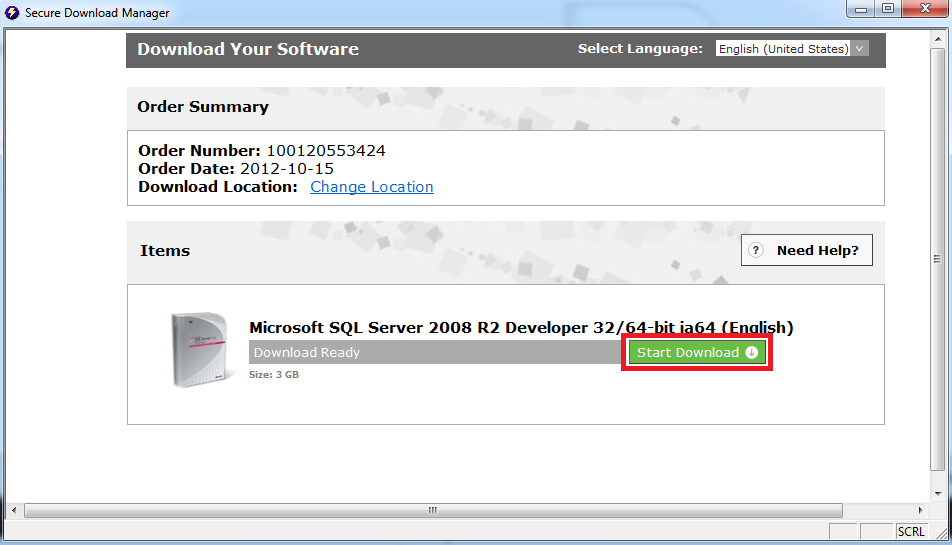 Secure Download Manager
Download Your Software
Select Language: English (United States)
Order Summary
Order Number: 100120553424
Order Date: 2012-10-15
Download Location: Change Location
Items
? Need Help?
Microsoft SQL Server 2008 R2 Developer 32/64-bit ia64 (English)
Download Ready
Start Download
Size: 3 GB
SCRL